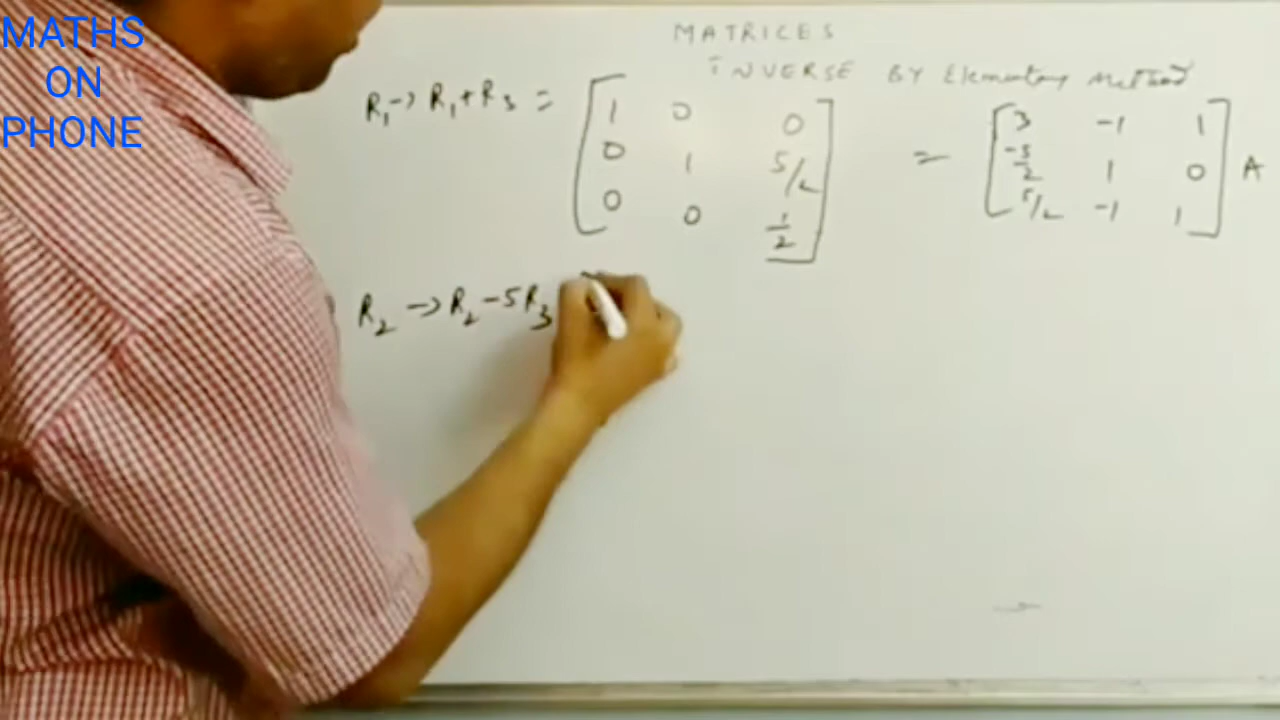 MATHS
ON
PHONE
MATRICES
INVERSE BY Elementary Method
R₁→ R₁+R₃ = [1 0 0 = [3 -1 1
0 1 5/2 -5/2 1 0 A
0 0 1/2] 5/2 -1 1]
R₂ → R₂ -5R₃